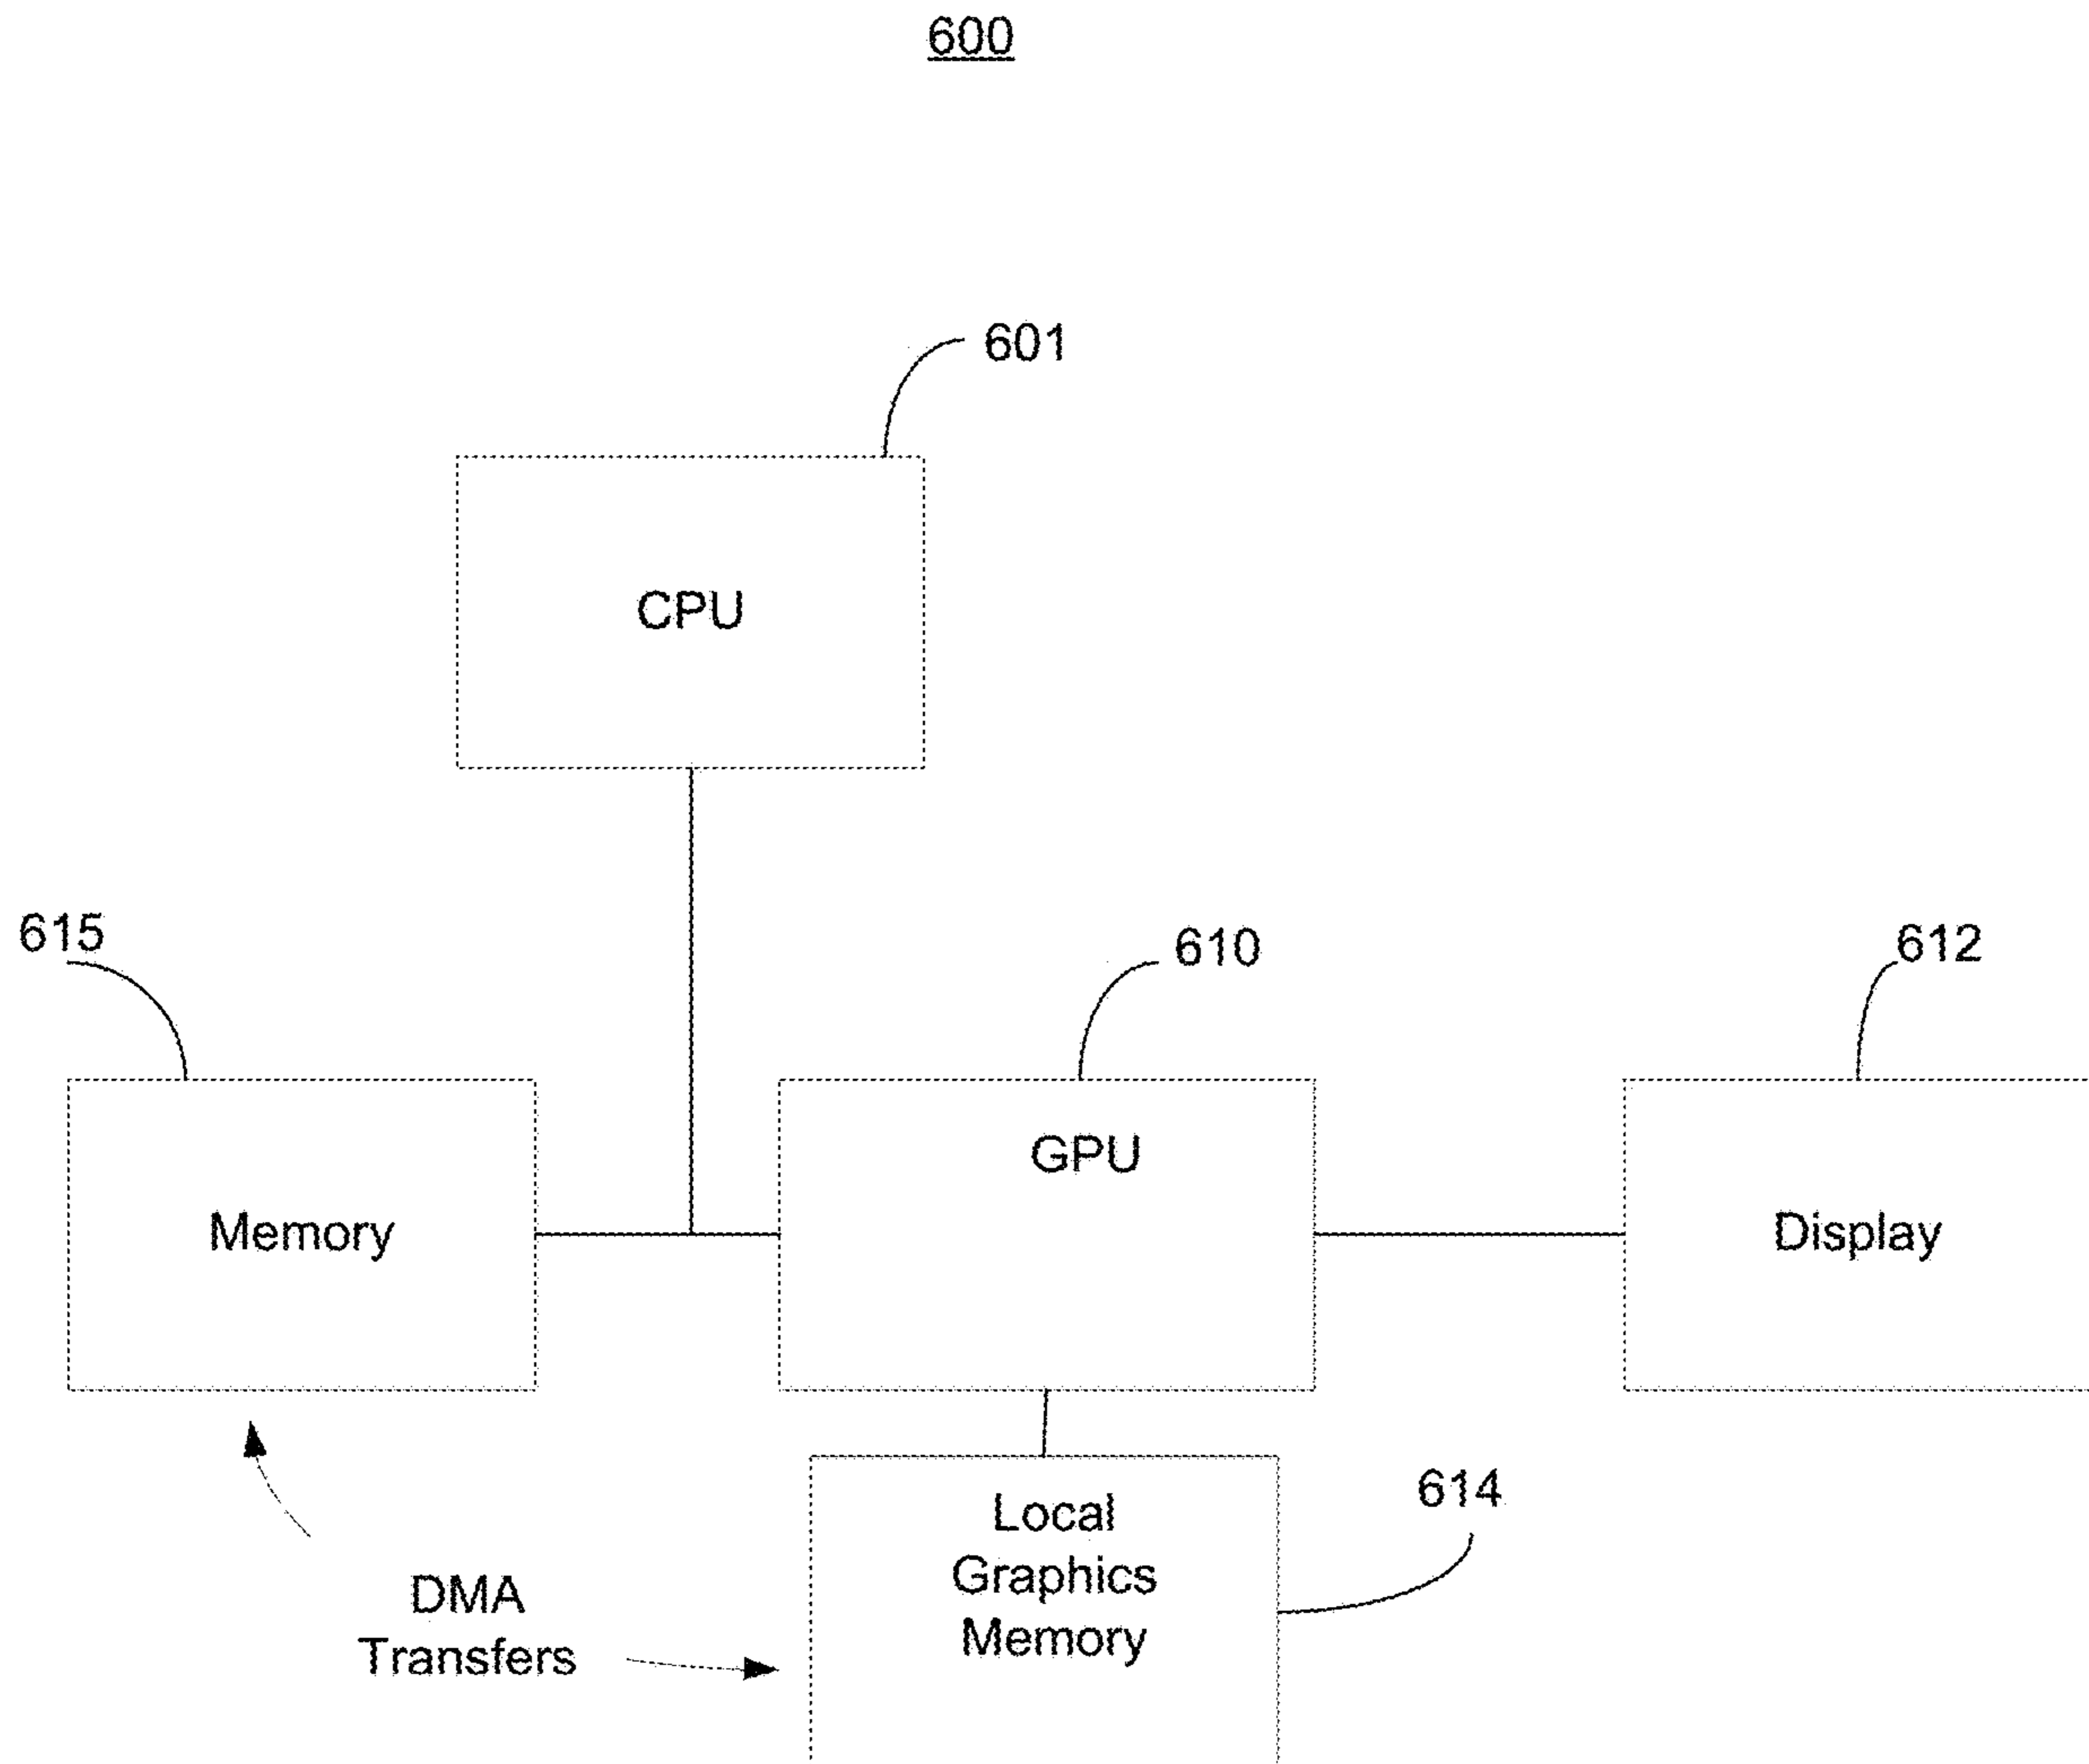 600
601
CPU
615
610
612
GPU
Memory
Display
614
Local
Graphics
Memory
DMA
Transfers